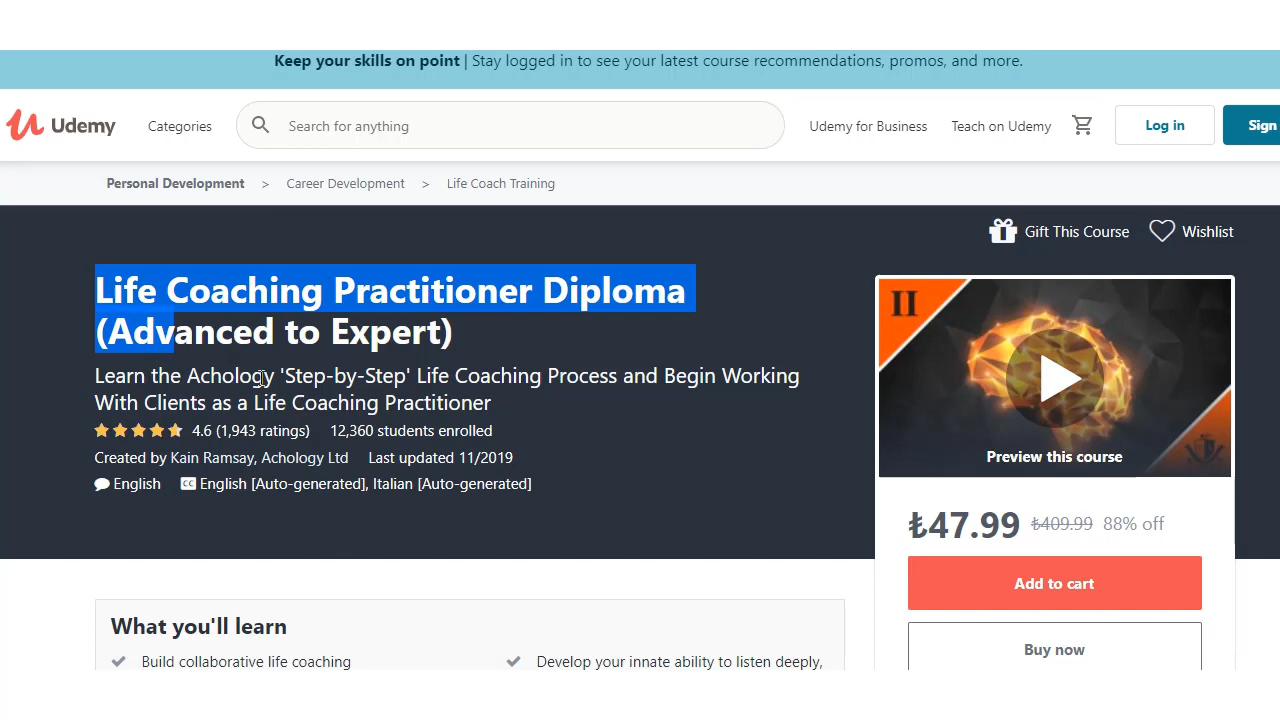 Keep your skills on point | Stay logged in to see your latest course recommendations, promos, and more.
Udemy Categories Search for anything Udemy for Business Teach on Udemy Log in Sign
Personal Development > Career Development > Life Coach Training
Gift This Course Wishlist
Life Coaching Practitioner Diploma
(Advanced to Expert)
Learn the Achology 'Step-by-Step' Life Coaching Process and Begin Working
With Clients as a Life Coaching Practitioner
4.6 (1,943 ratings) 12,360 students enrolled
Created by Kain Ramsay, Achology Ltd Last updated 11/2019
English CC English [Auto-generated], Italian [Auto-generated]
II
Preview this course
₺47.99 ₺409.99 88% off
Add to cart
Buy now
What you'll learn
Build collaborative life coaching
Develop your innate ability to listen deeply,